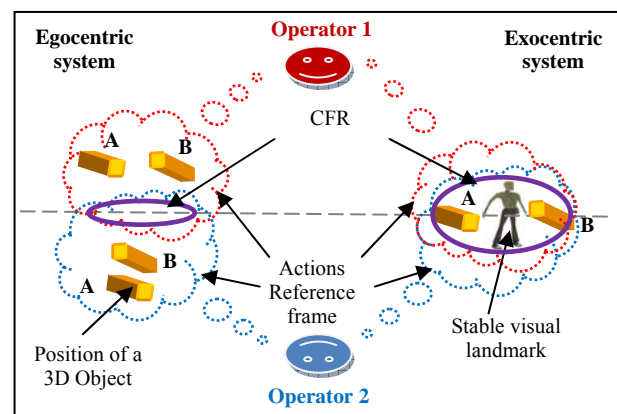 Egocentric
system
Operator 1
Exocentric
system
CFR
A
B
A
B
B
A
Actions
Reference
frame
Position of a
3D Object
Stable visual
landmark
Operator 2